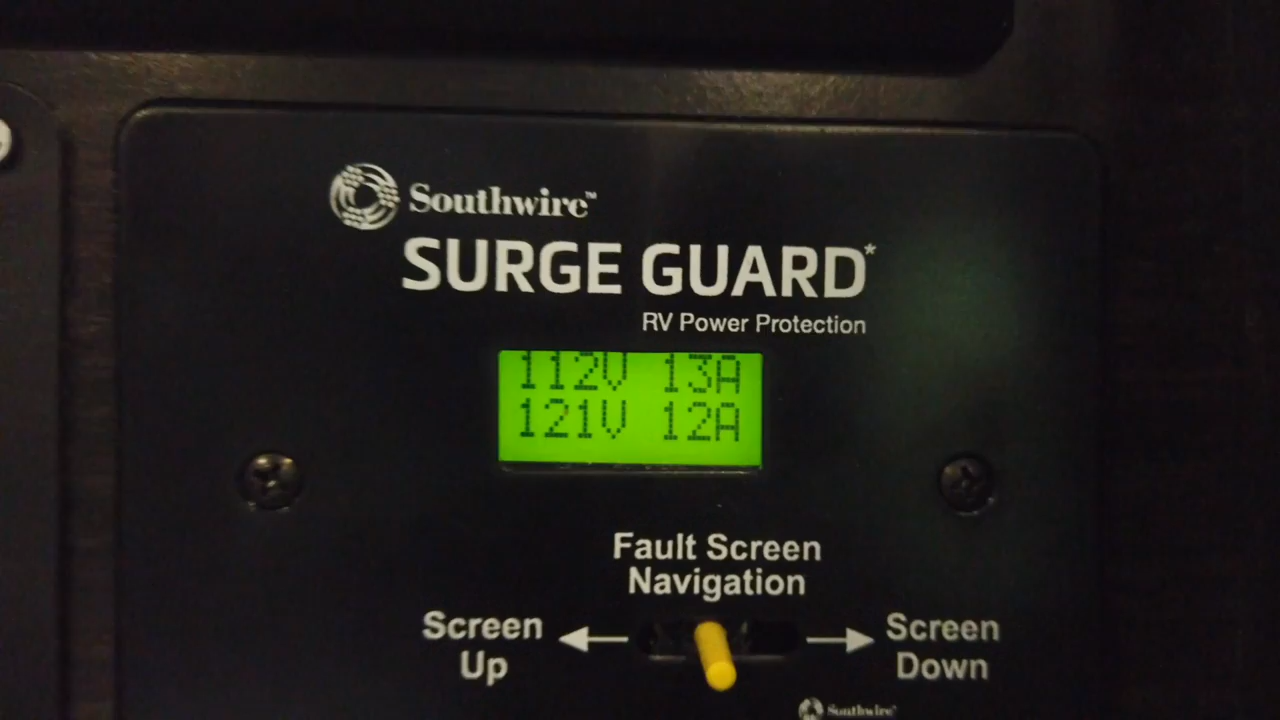 Southwire™
SURGE GUARD*
RV Power Protection
112V 13A
121V 12A
Fault Screen
Navigation
Screen
Up
Screen
Down
Southwire